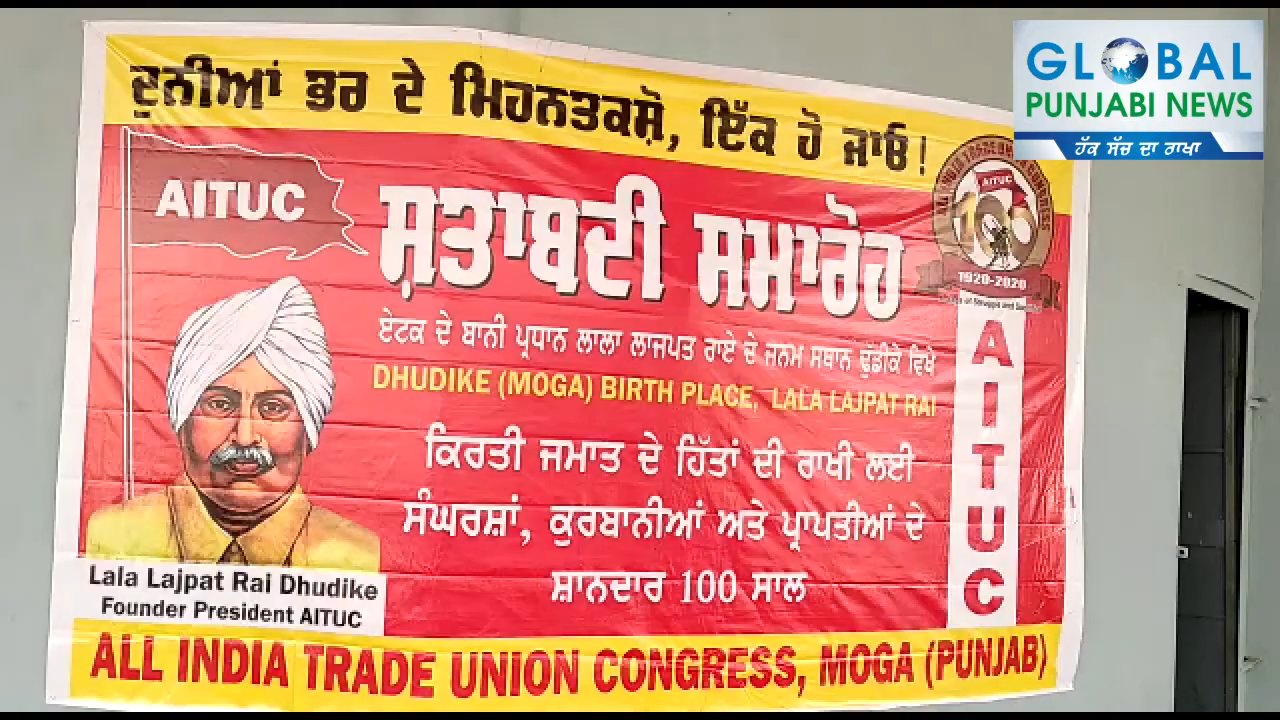 GLOBAL
PUNJABI NEWS
ਹੱਕ ਸੱਚ ਦਾ ਰਾਖਾ
ਦੁਨੀਆਂ ਭਰ ਦੇ ਮਿਹਨਤਕਸ਼ੋ, ਇੱਕ ਹੋ ਜਾਓ!
AITUC
ਸ਼ਤਾਬਦੀ ਸਮਾਰੋਹ
AITUC
100
1920-2020
ਏਟਕ ਦੇ ਬਾਨੀ ਪ੍ਰਧਾਨ ਲਾਲਾ ਲਾਜਪਤ ਰਾਏ ਦੇ ਜਨਮ ਸਥਾਨ ਢੁੱਡੀਕੇ ਵਿਖੇ
DHUDIKE (MOGA) BIRTH PLACE, LALA LAJPAT RAI
ਕਿਰਤੀ ਜਮਾਤ ਦੇ ਹਿੱਤਾਂ ਦੀ ਰਾਖੀ ਲਈ
ਸੰਘਰਸ਼ਾਂ, ਕੁਰਬਾਨੀਆਂ ਅਤੇ ਪ੍ਰਾਪਤੀਆਂ ਦੇ
ਸ਼ਾਨਦਾਰ 100 ਸਾਲ
AITUC
Lala Lajpat Rai Dhudike
Founder President AITUC
ALL INDIA TRADE UNION CONGRESS, MOGA (PUNJAB)